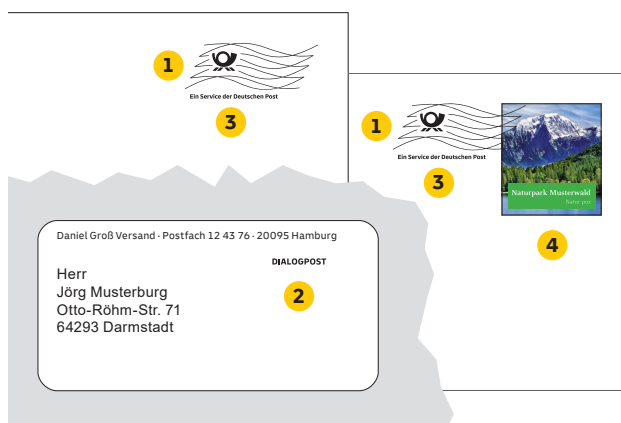 1
Ein Service der Deutschen Post
3
1
Ein Service der Deutschen Post
3
Naturpark Musterwald
Natur pur
4
Daniel Groß Versand · Postfach 12 43 76 · 20095 Hamburg
DIALOGPOST
2
Herr
Jörg Musterburg
Otto-Röhm-Str. 71
64293 Darmstadt